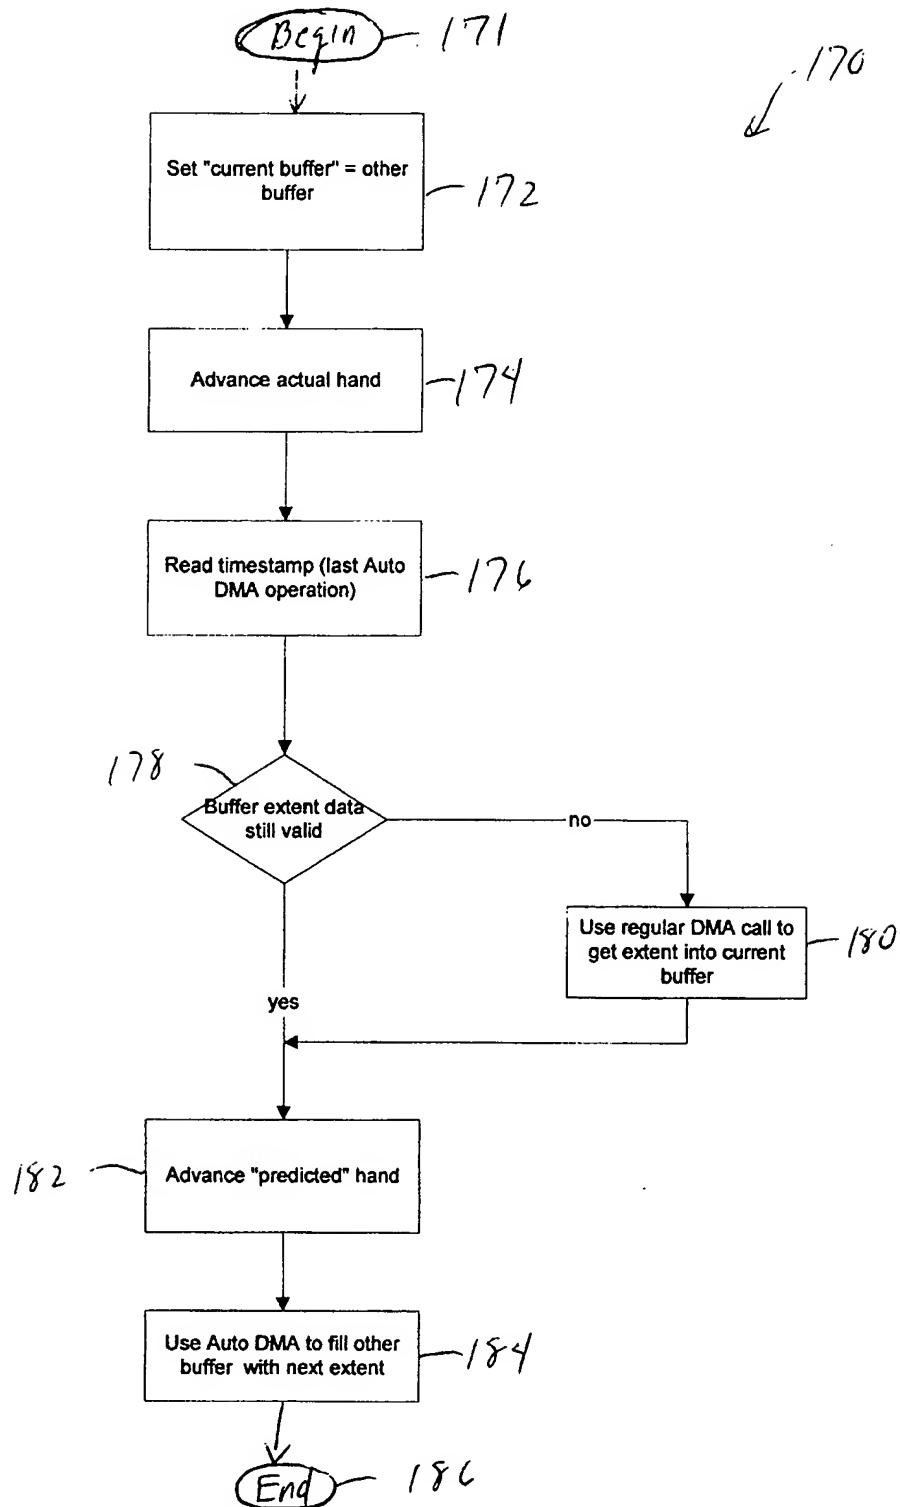 Begin 171
170
Set "current buffer" = other
buffer
172
Advance actual hand
174
Read timestamp (last Auto
DMA operation)
176
178
Buffer extent data
still valid
no
Use regular DMA call to
get extent into current
buffer
180
yes
182
Advance "predicted" hand
Use Auto DMA to fill other
buffer with next extent
184
End 186